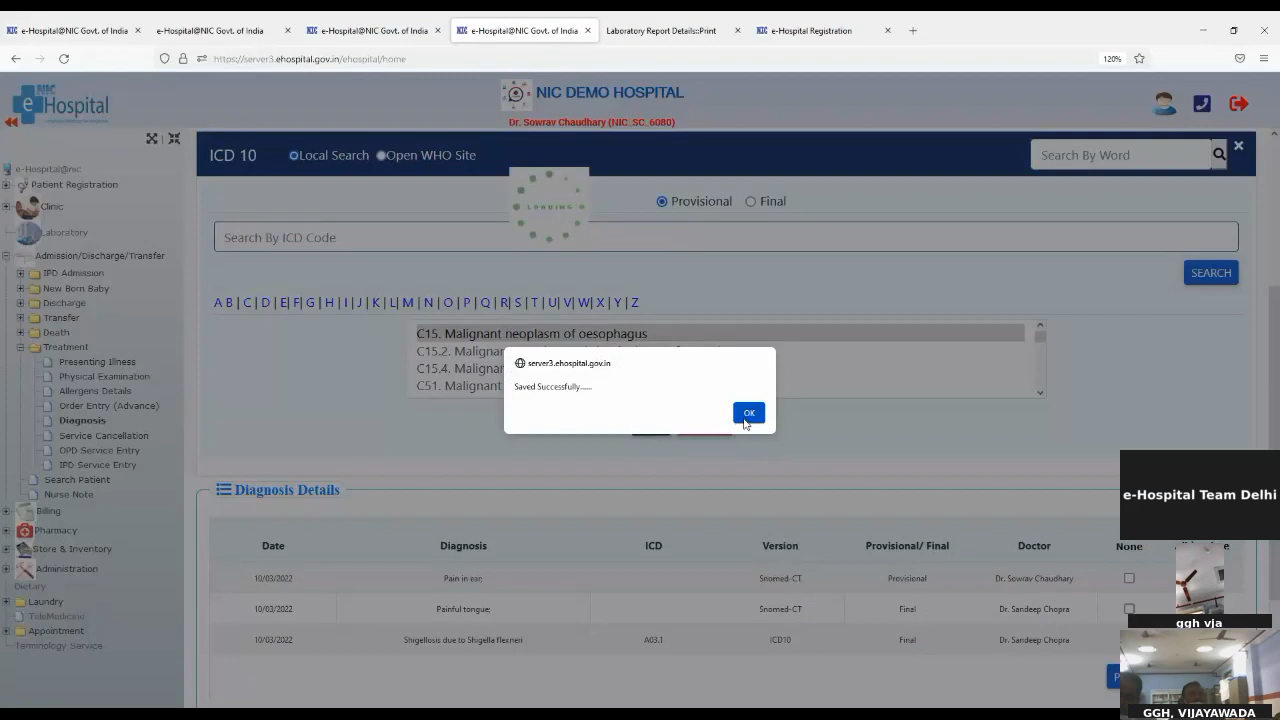 e-Hospital@NIC Govt. of India
e-Hospital@NIC Govt. of India
e-Hospital@NIC Govt. of India
e-Hospital@NIC Govt. of India
Laboratory Report Details::Print
e-Hospital Registration
https://server3.ehospital.gov.in/ehospital/home
120%
NIC
eHospital
NIC DEMO HOSPITAL
Dr. Sowrav Chaudhary (NIC_SC_6080)
e-Hospital@nic
Patient Registration
Clinic
Laboratory
Admission/Discharge/Transfer
IPD Admission
New Born Baby
Discharge
Transfer
Death
Treatment
Presenting Illness
Physical Examination
Allergens Details
Order Entry (Advance)
Diagnosis
Service Cancellation
OPD Service Entry
IPD Service Entry
Search Patient
Nurse Note
Billing
Pharmacy
Store & Inventory
Administration
Dietary
Laundry
TeleMedicine
Appointment
Terminology Service
ICD 10
Local Search Open WHO Site
Search By Word
LOADING
Provisional Final
Search By ICD Code
SEARCH
A B | C | D | E| F| G | H | I | J | K | L| M | N | O | P | Q | R| S | T | U| V| W| X | Y | Z
C15. Malignant neoplasm of oesophagus
C15.2. Malignan
C15.4. Malignan
C51. Malignant
server3.ehospital.gov.in
Saved Successfully......
OK
Diagnosis Details
Date Diagnosis ICD Version Provisional/ Final Doctor None
10/03/2022 Pain in ear; Snomed-CT Provisional Dr. Sowrav Chaudhary
10/03/2022 Painful tongue; Snomed-CT Final Dr. Sandeep Chopra
10/03/2022 Shigellosis due to Shigella flexneri A03.1 ICD10 Final Dr. Sandeep Chopra
e-Hospital Team Delhi
ggh vja
GGH, VIJAYAWADA